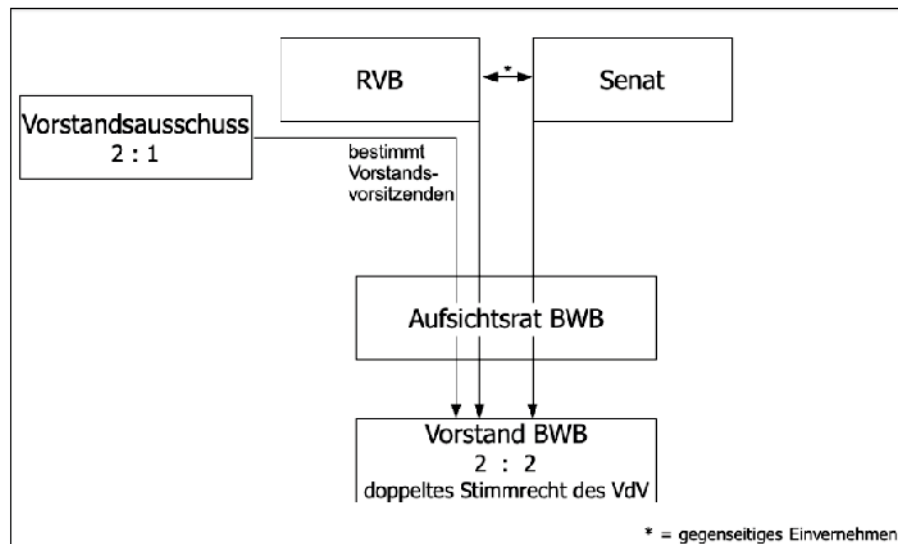 RVB
*
Senat
Vorstandsausschuss
2 : 1
bestimmt
Vorstands-
vorsitzenden
Aufsichtsrat BWB
Vorstand BWB
2 : 2
doppeltes Stimmrecht des VdV
* = gegenseitiges Einvernehmen